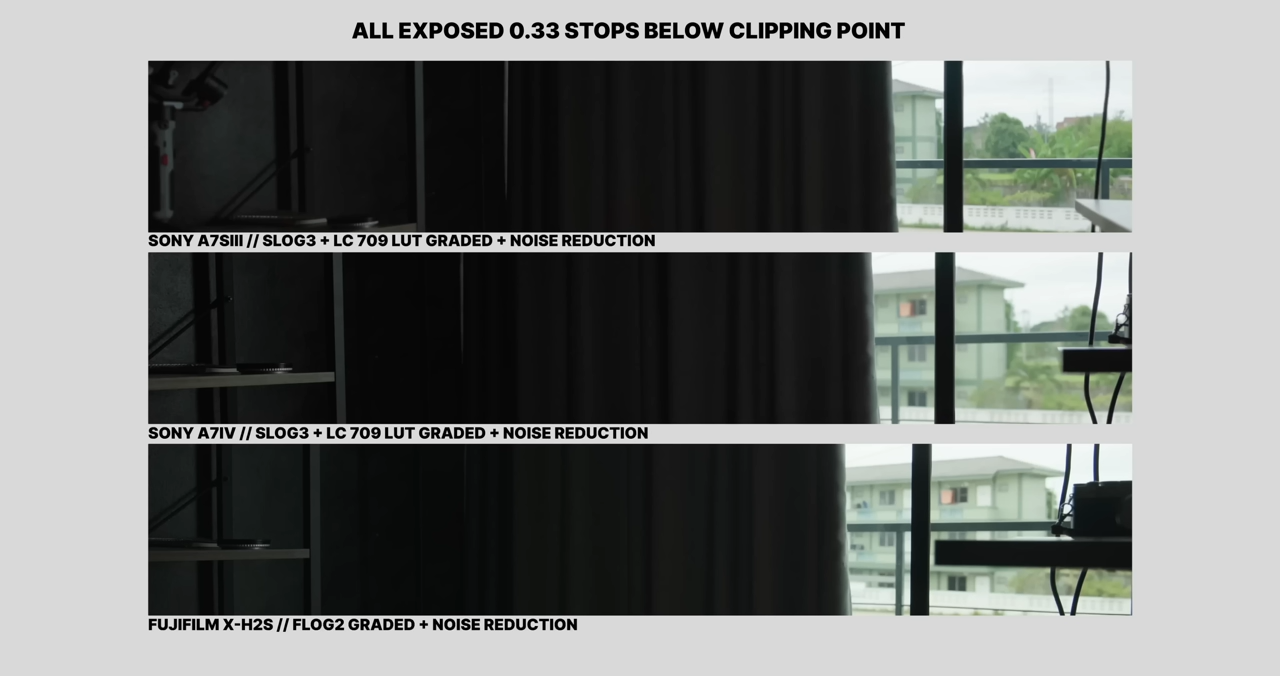 ALL EXPOSED 0.33 STOPS BELOW CLIPPING POINT
SONY A7SIII // SLOG3 + LC 709 LUT GRADED + NOISE REDUCTION
SONY A7IV // SLOG3 + LC 709 LUT GRADED + NOISE REDUCTION
FUJIFILM X-H2S // FLOG2 GRADED + NOISE REDUCTION